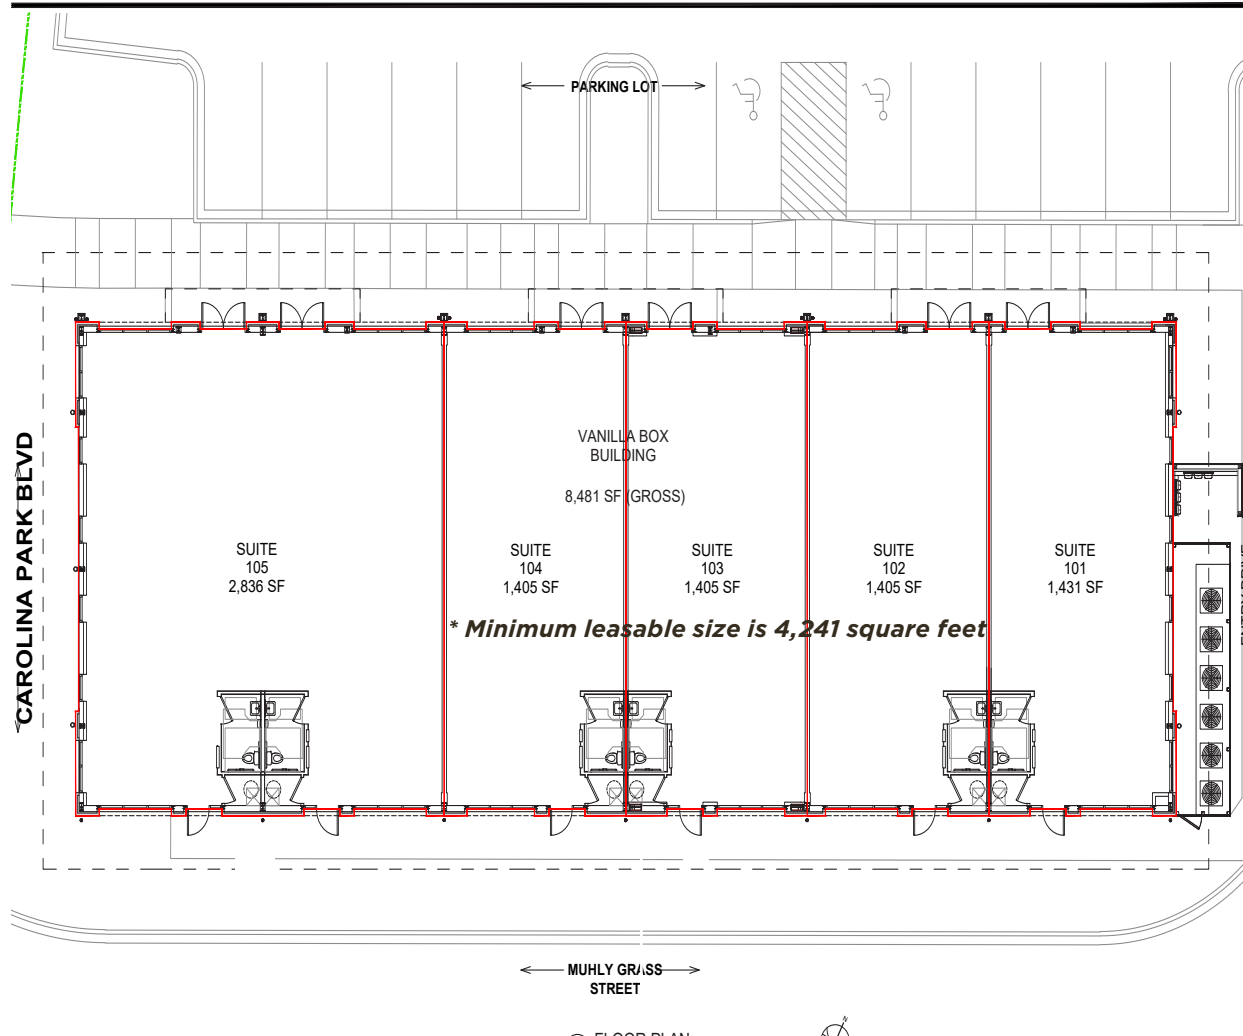 PARKING LOT
VANILLA BOX
BUILDING
8,481 SF (GROSS)
CAROLINA PARK BLVD
SUITE
105
2,836 SF
SUITE
104
1,405 SF
SUITE
103
1,405 SF
SUITE
102
1,405 SF
SUITE
101
1,431 SF
* Minimum leasable size is 4,241 square feet
MUHLY GRASS
STREET
FLOOR PLAN
N